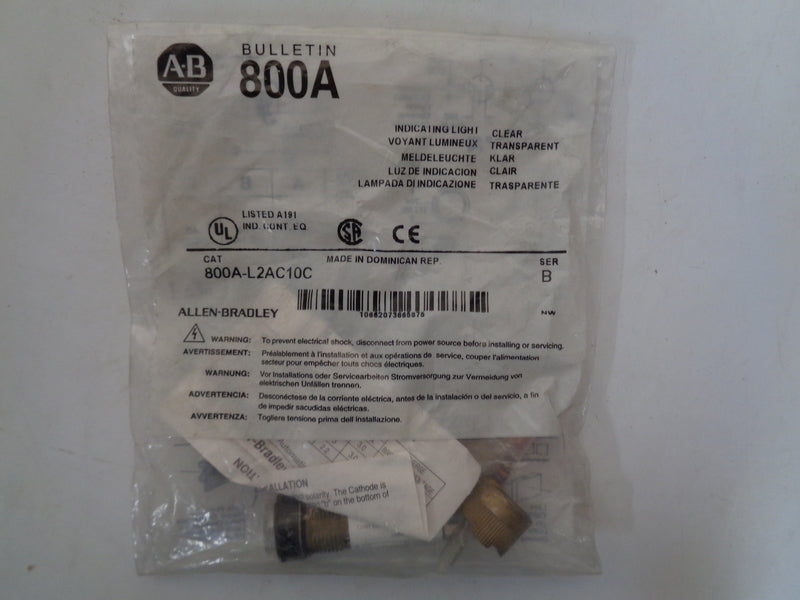 A-B
QUALITY
BULLETIN
800A
INDICATING LIGHT CLEAR
VOYANT LUMINEUX TRANSPARENT
MELDELEUCHTE KLAR
LUZ DE INDICACION CLAIR
LAMPADA DI INDICAZIONE TRASPARENTE
UL LISTED A191
IND. CONT. EQ.
SA CE
CAT MADE IN DOMINICAN REP. SER
800A-L2AC10C B
ALLEN-BRADLEY NW
WARNING: To prevent electrical shock, disconnect from power source before installing or servicing.
AVERTISSEMENT: Préalablement à l'installation et aux opérations de service, couper l'alimentation
secteur pour empêcher touts chocs électriques.
WARNUNG: Vor Installations oder Servicearbeiten Stromversorgung zur Vermeidung von
elektrischen Unfällen trennen.
ADVERTENCIA: Desconéctese de la corriente eléctrica, antes de la instalación o del servicio, a fin
de impedir sacudidas eléctricas.
AVVERTENZA: Togliere tensione prima dell installazione.
-Bradley
Automation
ALLATION
polarity. The Cathode is
on the bottom of